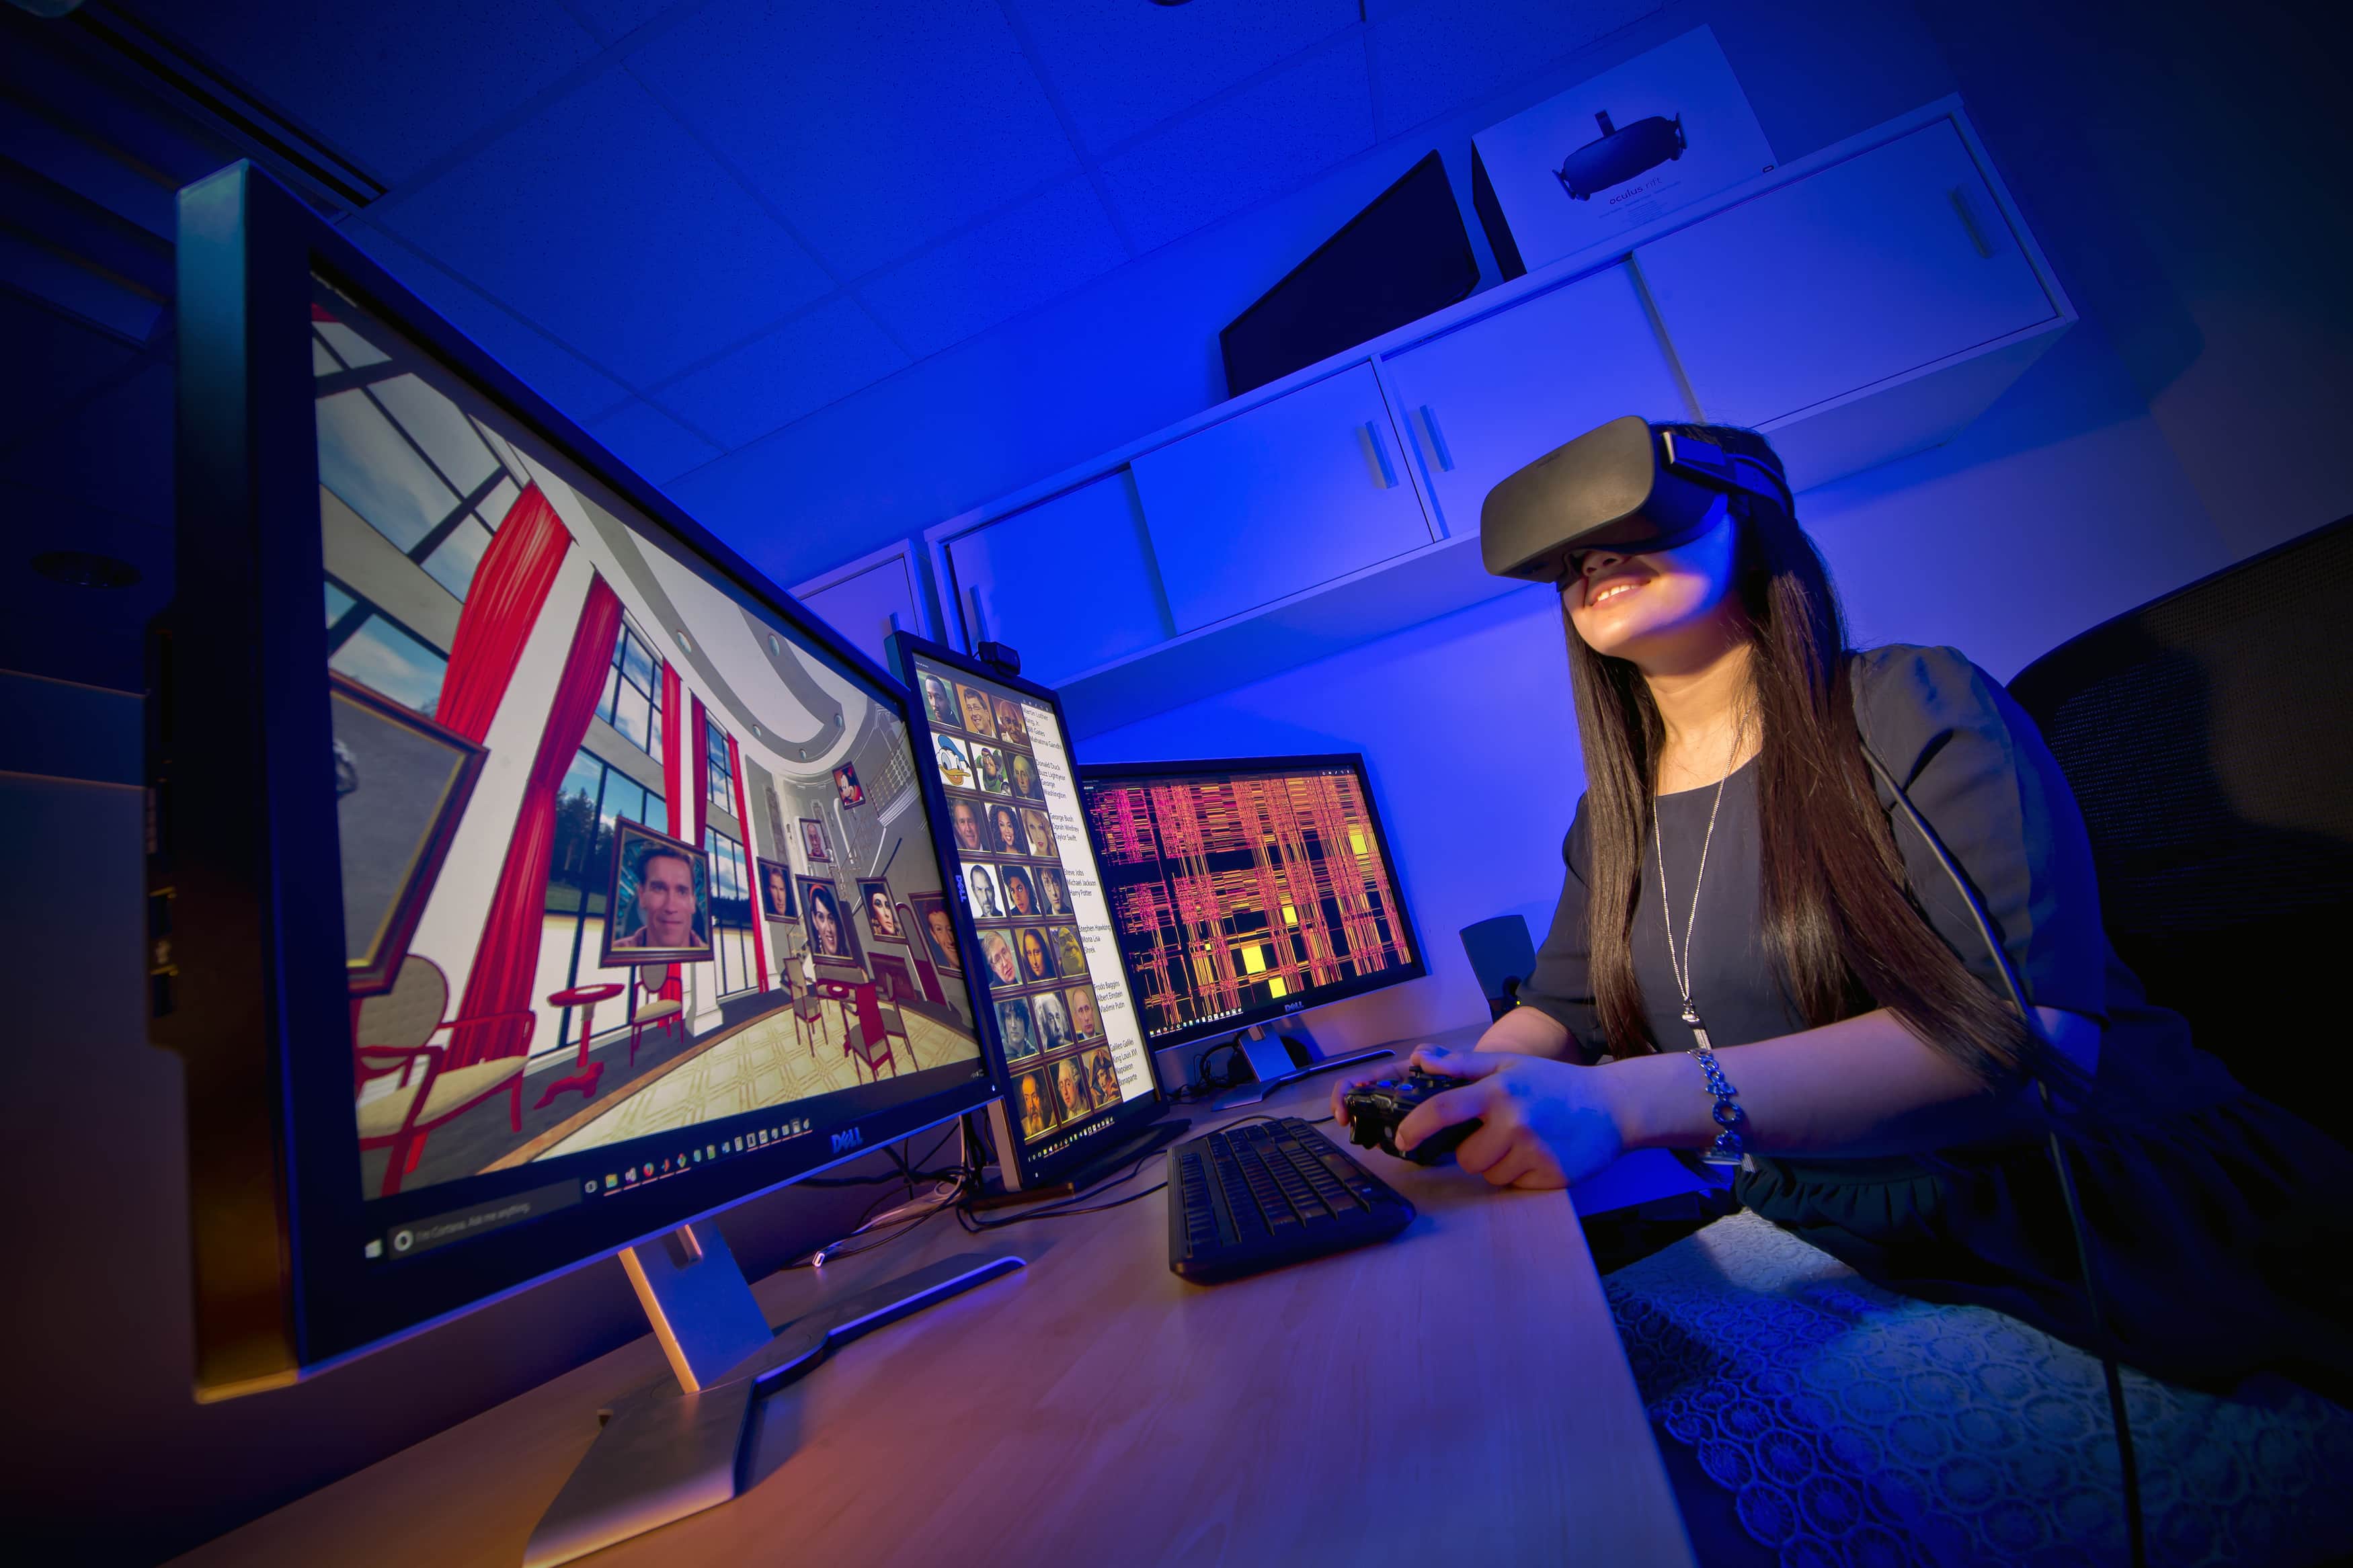 oculus rift
Martin Luther
King, Jr.
Bill Gates
Mahatma Gandhi
Donald Duck
Buzz Lightyear
George
Washington
George Bush
Oprah Winfrey
Taylor Swift
Steve Jobs
Michael Jackson
Harry Potter
Stephen Hawking
Mona Lisa
Shrek
Frodo Baggins
Albert Einstein
Vladimir Putin
Galileo Galilei
King Louis XVI
Napoleon
Bonaparte
DELL
DELL
DELL
I'm Cortana. Ask me anything.